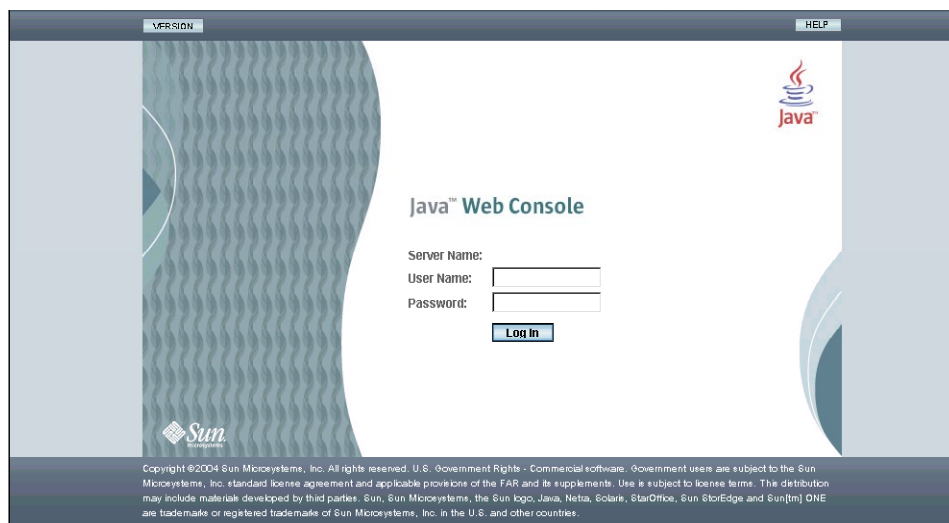 VERSION
HELP
Java™
Java™ Web Console
Server Name:
User Name:
Password:
Log In
Sun
microsystems
Copyright ©2004 Sun Microsystems, Inc. All rights reserved. U.S. Government Rights - Commercial software. Government users are subject to the Sun
Microsystems, Inc. standard license agreement and applicable provisions of the FAR and its supplements. Use is subject to license terms. This distribution
may include materials developed by third parties. Sun, Sun Microsystems, the Sun logo, Java, Netra, Solaris, StarOffice, Sun StorEdge and Sun[tm] ONE
are trademarks or registered trademarks of Sun Microsystems, Inc. in the U.S. and other countries.